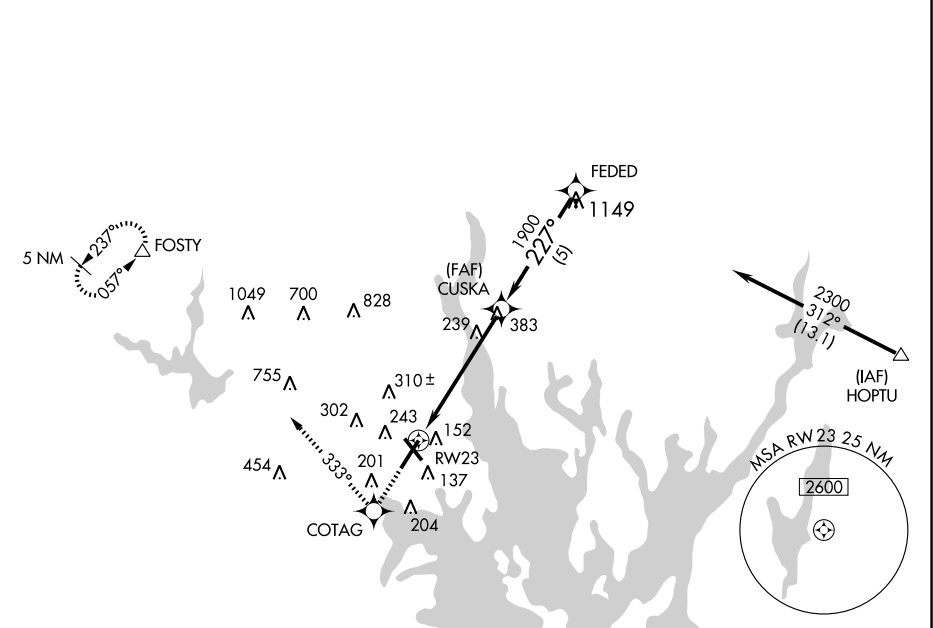 FEDED
1149
1900
227°
(5)
237°
5 NM
057°
FOSTY
(FAF)
CUSKA
1049
700
828
239
383
2300
312°
(13.1)
(IAF)
HOPTU
755
310 ±
302
243
152
RW23
454
333°
201
137
COTAG
204
MSA RW23 25 NM
2600